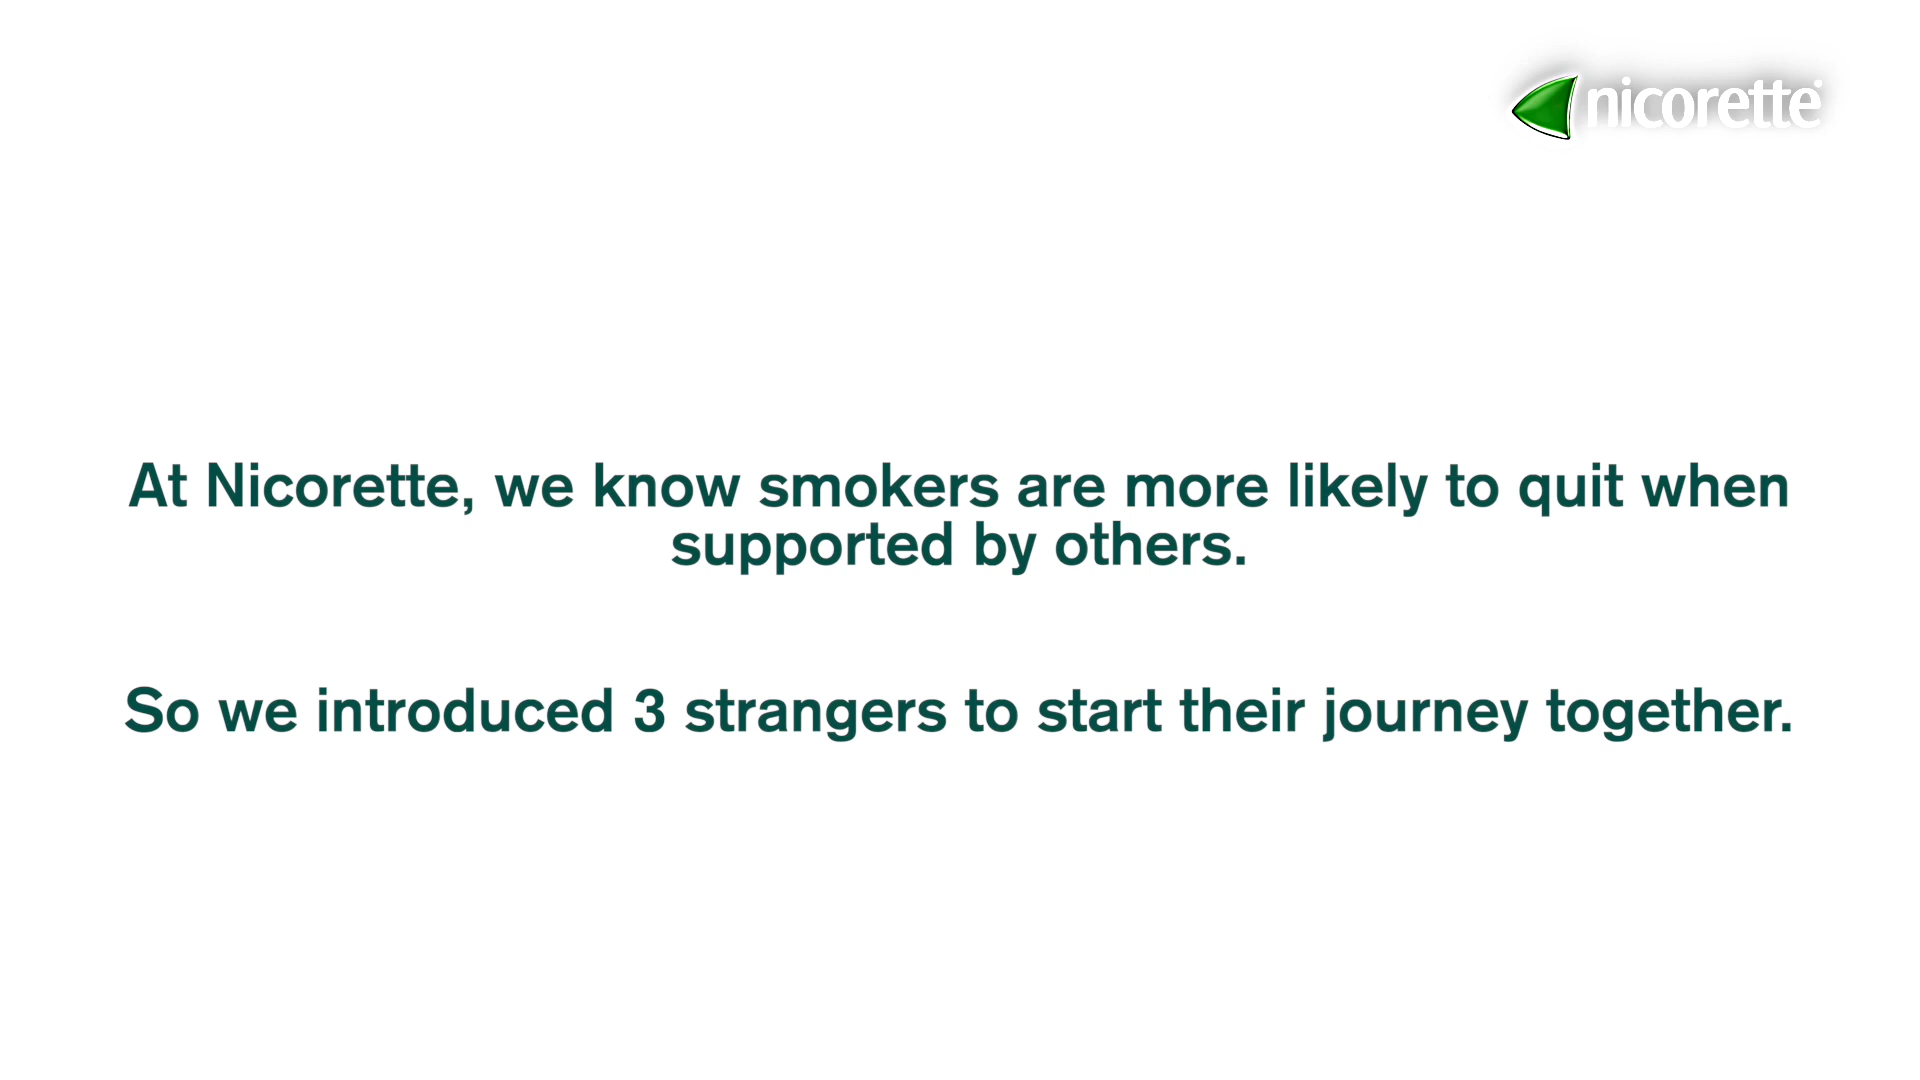 nicorette
At Nicorette, we know smokers are more likely to quit when
supported by others.
So we introduced 3 strangers to start their journey together.